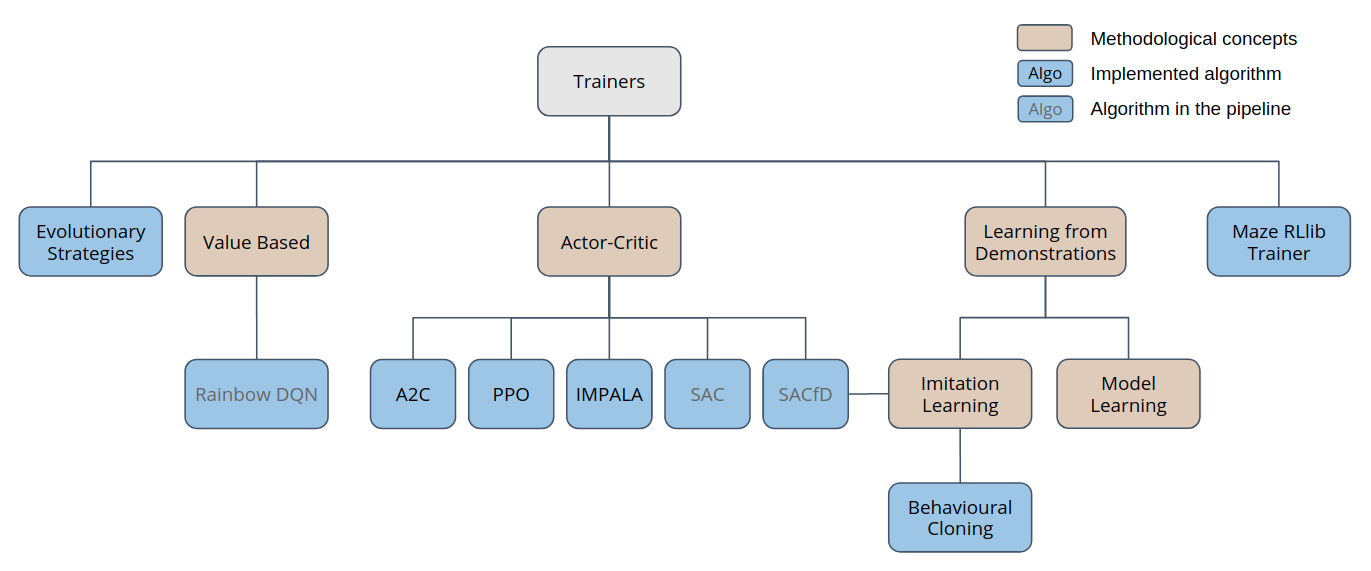 Methodological concepts
Algo
Implemented algorithm
Algo
Algorithm in the pipeline
Trainers
Evolutionary
Strategies
Value Based
Actor-Critic
Learning from
Demonstrations
Maze RLlib
Trainer
Rainbow DQN
A2C
PPO
IMPALA
SAC
SACfD
Imitation
Learning
Model
Learning
Behavioural
Cloning